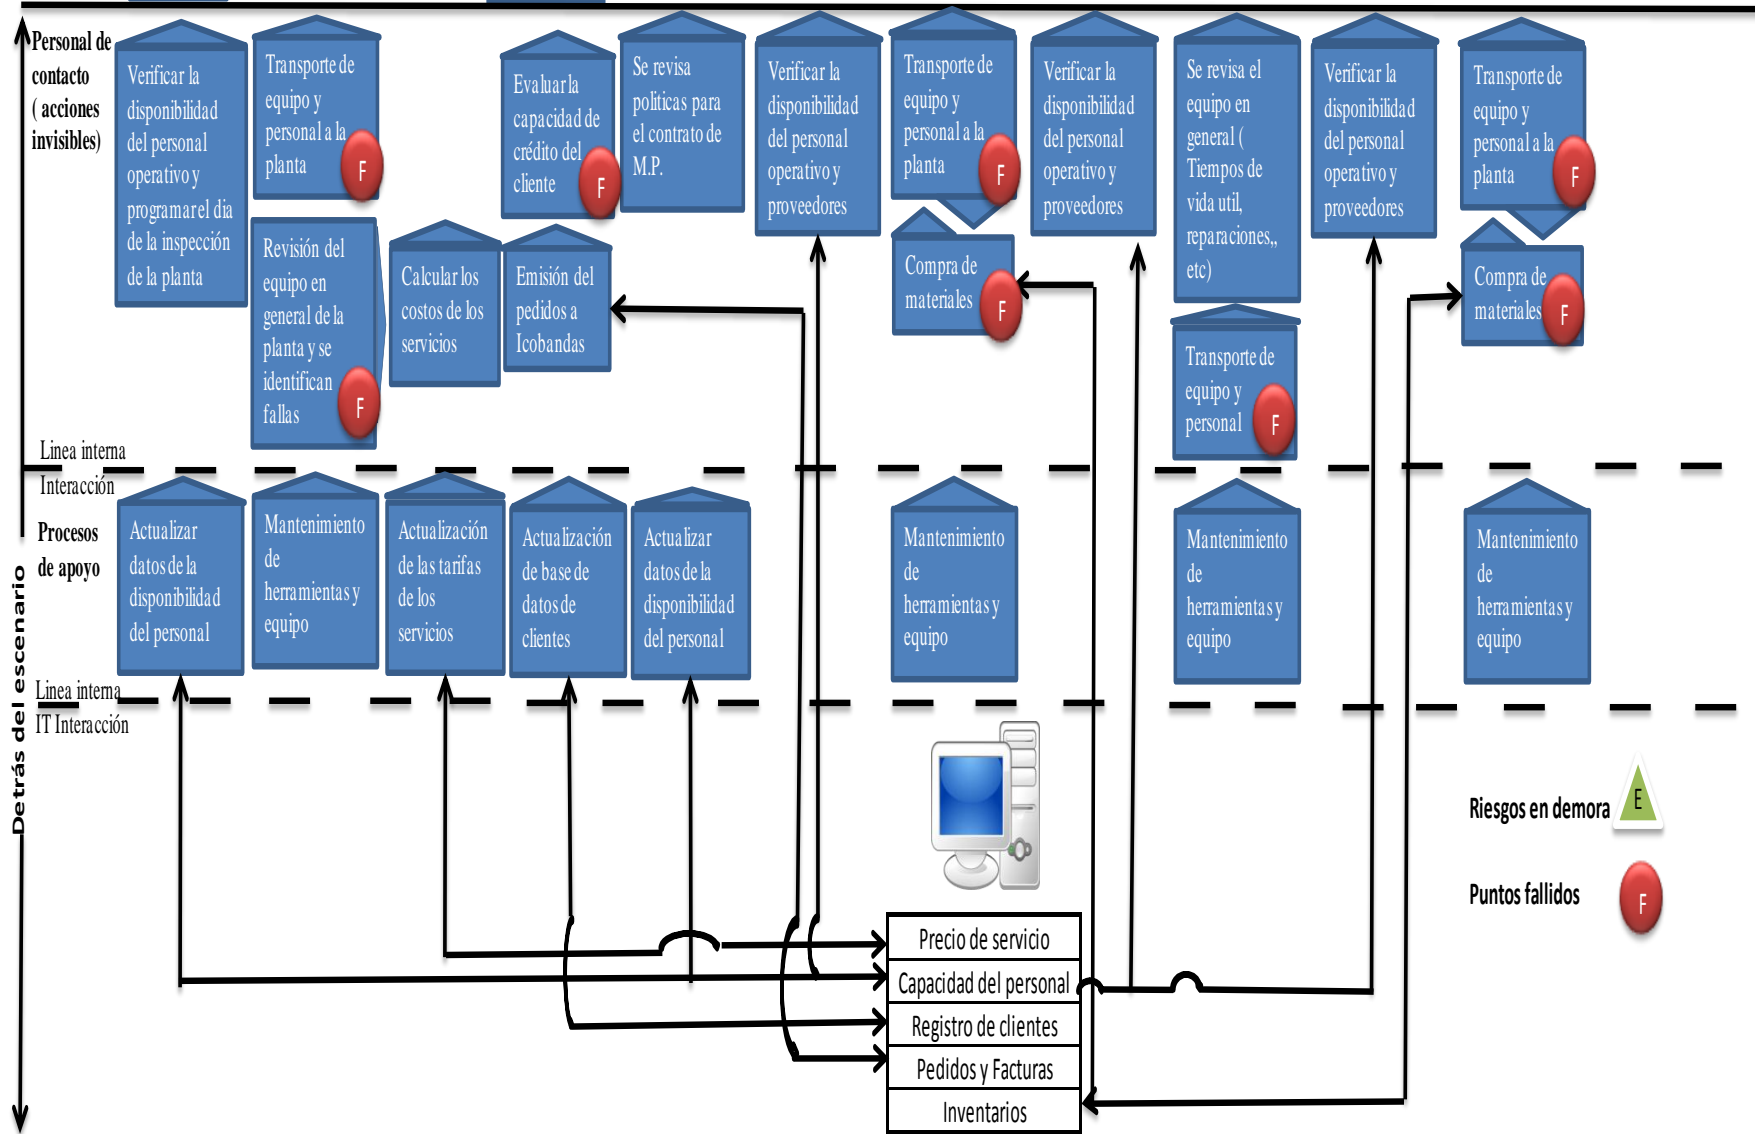 Personal de
contacto
( acciones
invisibles)
Verificar la
disponibilidad
del personal
operativo y
programar el dia
de la inspección
de la planta
Transporte de
equipo y
personal a la
planta
F
Revisión del
equipo en
general de la
planta y se
identifican
fallas
F
Calcular los
costos de los
servicios
Evaluar la
capacidad de
crédito del
cliente
F
Emisión del
pedidos a
Icobandas
Se revisa
politicas para
el contrato de
M.P.
Verificar la
disponibilidad
del personal
operativo y
proveedores
Transporte de
equipo y
personal a la
planta
F
Compra de
materiales
F
Verificar la
disponibilidad
del personal
operativo y
proveedores
Se revisa el
equipo en
general (
Tiempos de
vida util,
reparaciones,,
etc)
Transporte de
equipo y
personal
F
Verificar la
disponibilidad
del personal
operativo y
proveedores
Transporte de
equipo y
personal a la
planta
F
Compra de
materiales
F
Linea interna
Interacción
Procesos
de apoyo
Actualizar
datos de la
disponibilidad
del personal
Mantenimiento
de
herramientas y
equipo
Actualización
de las tarifas
de los
servicios
Actualización
de base de
datos de
clientes
Actualizar
datos de la
disponibilidad
del personal
Mantenimiento
de
herramientas y
equipo
Mantenimiento
de
herramientas y
equipo
Mantenimiento
de
herramientas y
equipo
Detrás del escenario
Linea interna
IT Interacción
Riesgos en demora
E
Puntos fallidos
F
Precio de servicio
Capacidad del personal
Registro de clientes
Pedidos y Facturas
Inventarios